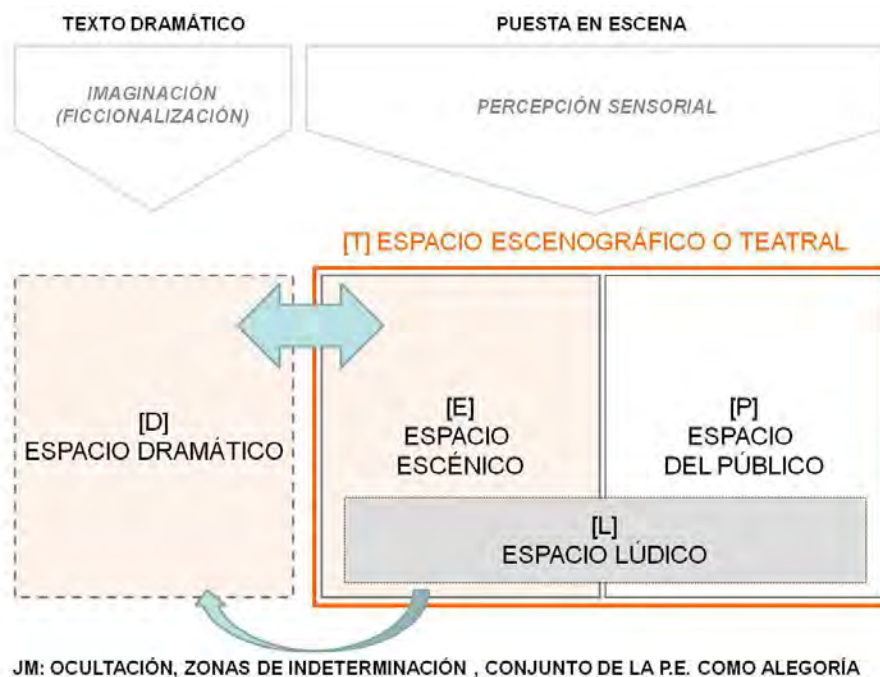 TEXTO DRAMÁTICO
PUESTA EN ESCENA
IMAGINACIÓN
(FICCIONALIZACIÓN)
PERCEPCIÓN SENSORIAL
[T] ESPACIO ESCENOGRÁFICO O TEATRAL
[D]
ESPACIO DRAMÁTICO
[E]
ESPACIO
ESCÉNICO
[P]
ESPACIO
DEL PÚBLICO
[L]
ESPACIO LÚDICO
JM: OCULTACIÓN, ZONAS DE INDETERMINACIÓN , CONJUNTO DE LA P.E. COMO ALEGORÍA